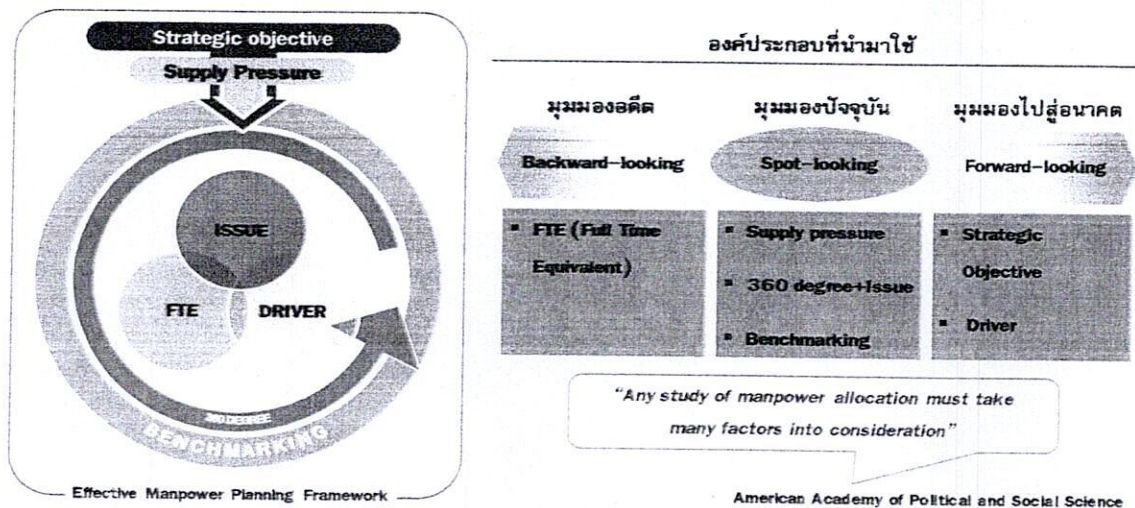 Strategic objective
Supply Pressure
ISSUE
FTE
DRIVER
360 DEGREE
BENCHMARKING
Effective Manpower Planning Framework
องค์ประกอบที่นำมาใช้
มุมมองอดีต
มุมมองปัจจุบัน
มุมมองไปสู่อนาคต
Backward-looking
Spot-looking
Forward-looking
▪ FTE (Full Time
Equivalent)
▪ Supply pressure
▪ 360 degree+Issue
▪ Benchmarking
▪ Strategic
Objective
▪ Driver
“Any study of manpower allocation must take
many factors into consideration”
American Academy of Political and Social Science